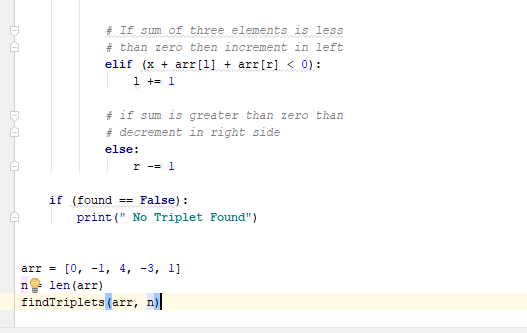 # If sum of three elements is less
# than zero then increment in left
elif (x + arr[l] + arr[r] < 0):
l += 1
# if sum is greater than zero than
# decrement in right side
else:
r -= 1
if (found == False):
print(" No Triplet Found")
arr = [0, -1, 4, -3, 1]
n = len(arr)
findTriplets(arr, n)